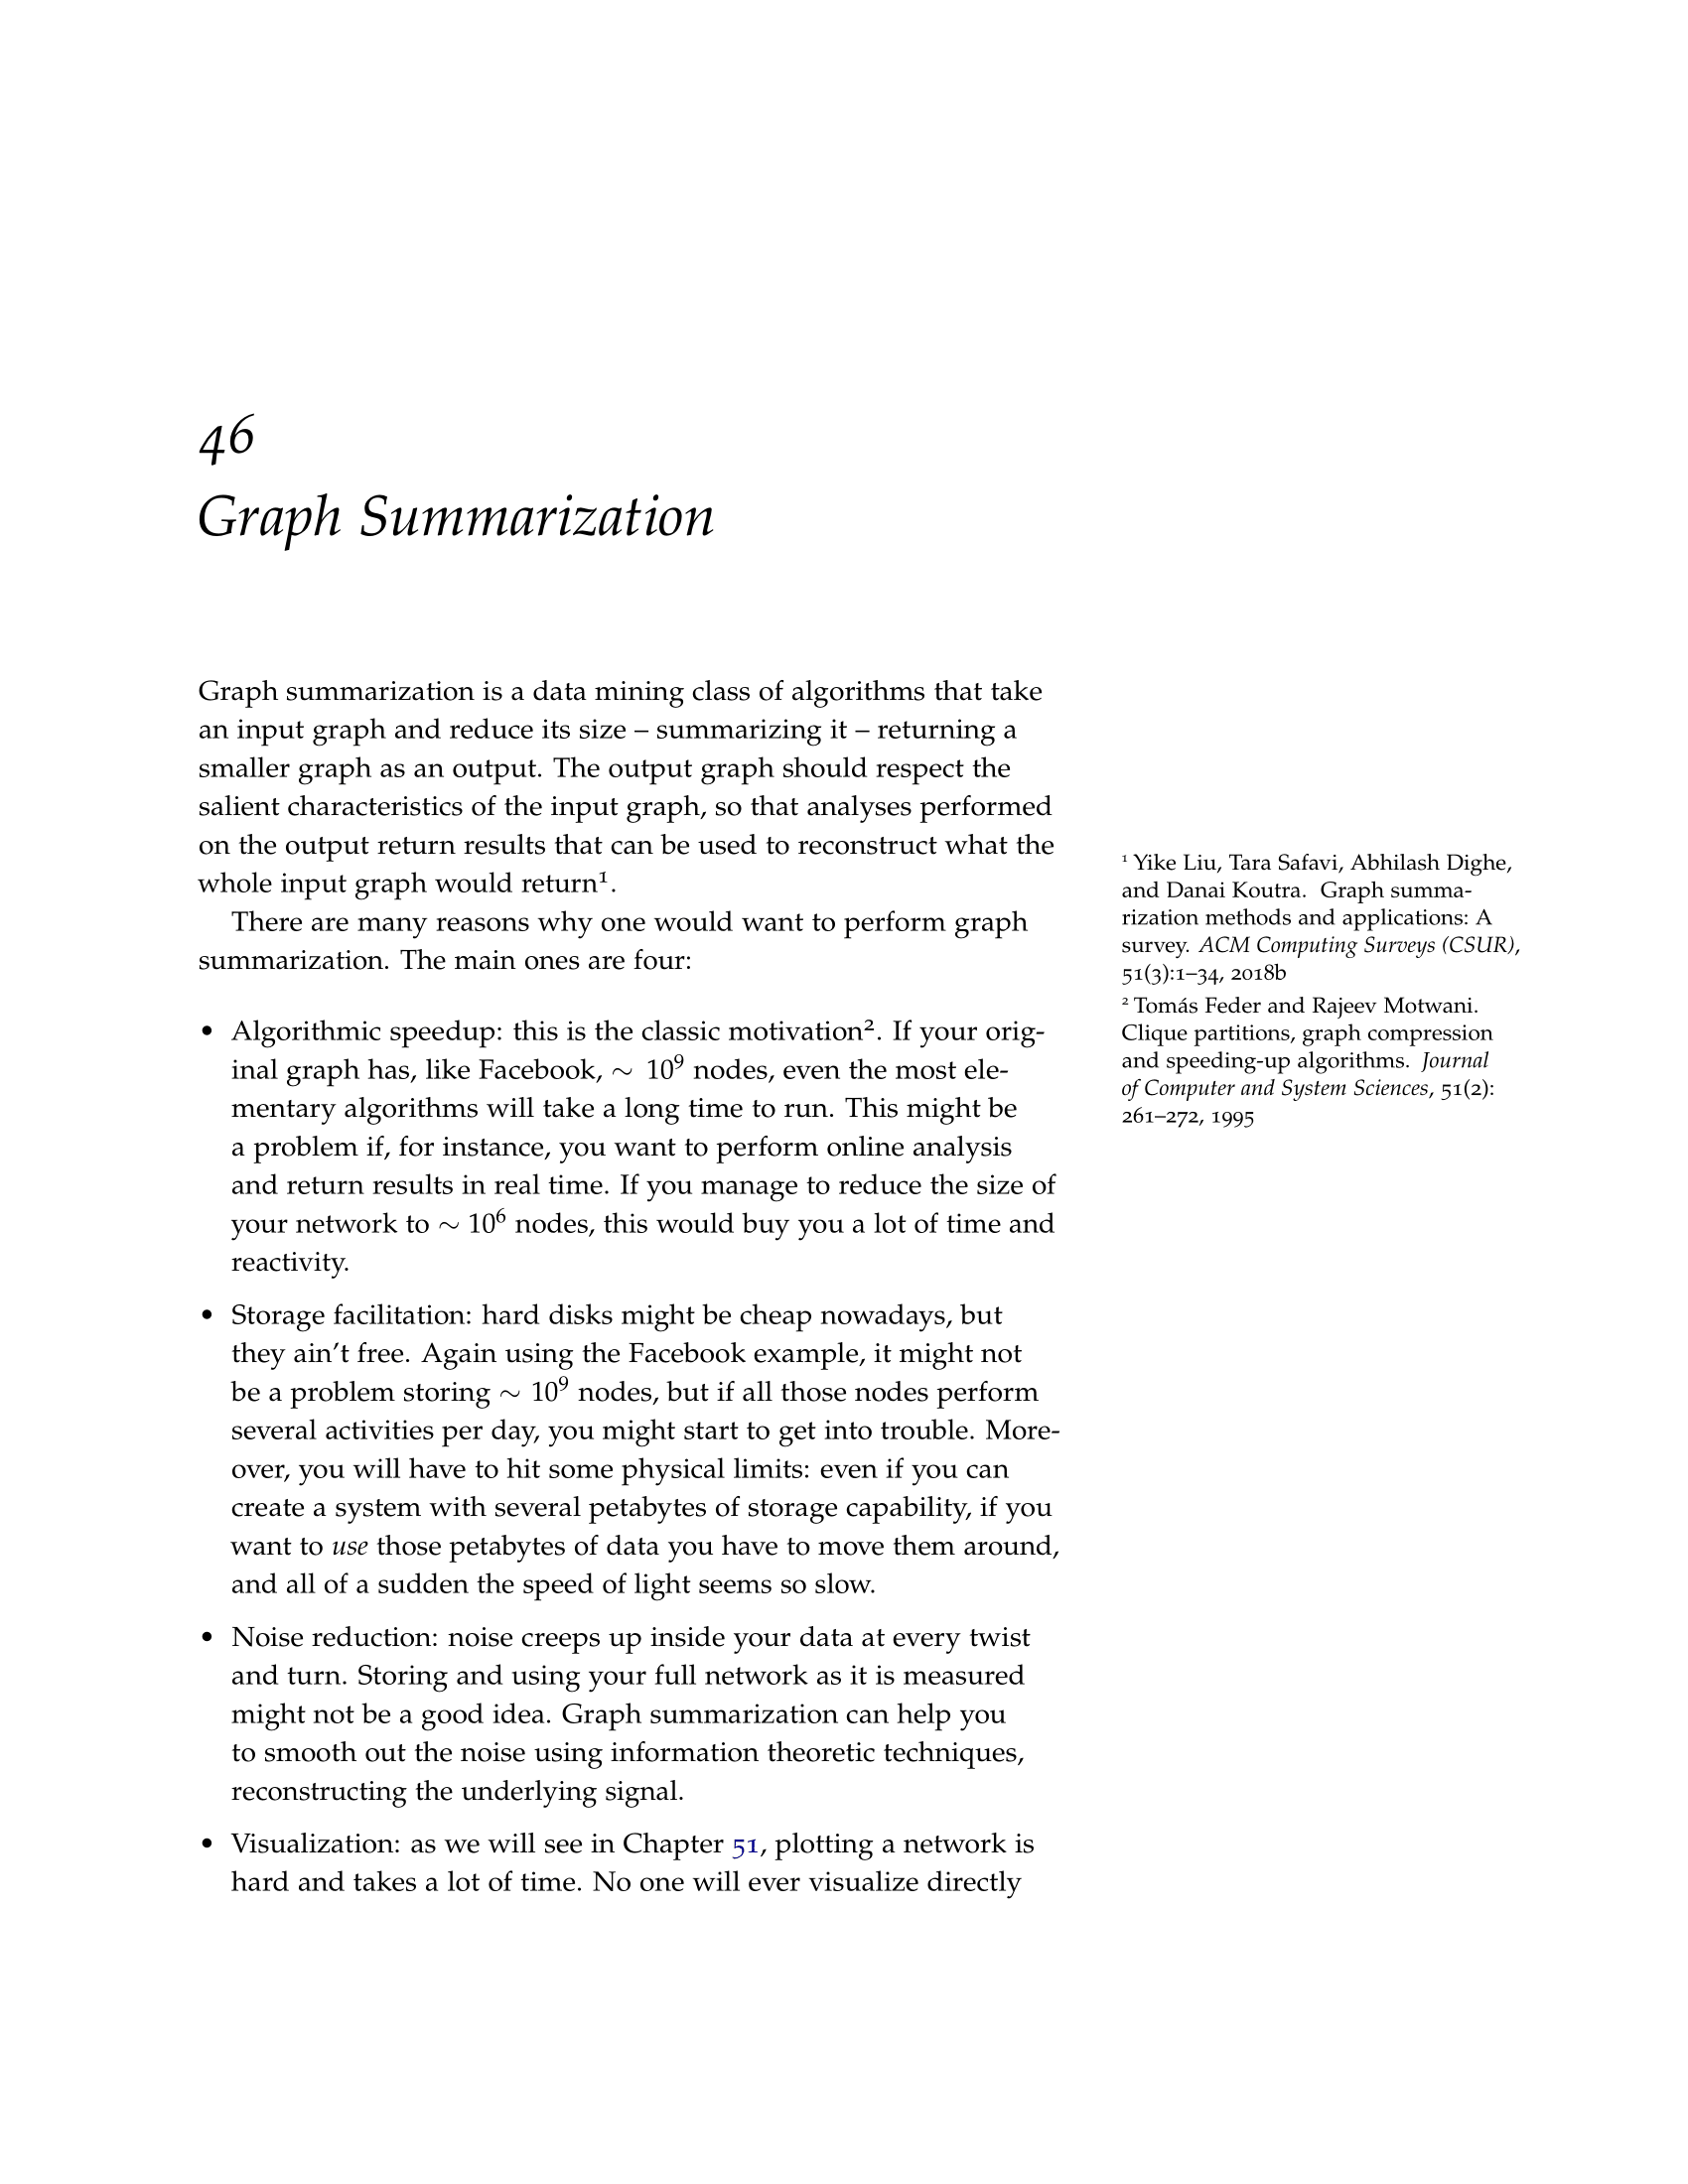 46
Graph Summarization
Graph summarization is a data mining class of algorithms that take
an input graph and reduce its size – summarizing it – returning a
smaller graph as an output. The output graph should respect the
salient characteristics of the input graph, so that analyses performed
on the output return results that can be used to reconstruct what the
whole input graph would return¹.
There are many reasons why one would want to perform graph
summarization. The main ones are four:
• Algorithmic speedup: this is the classic motivation². If your orig-
inal graph has, like Facebook, ∼ 10⁹ nodes, even the most ele-
mentary algorithms will take a long time to run. This might be
a problem if, for instance, you want to perform online analysis
and return results in real time. If you manage to reduce the size of
your network to ∼ 10⁶ nodes, this would buy you a lot of time and
reactivity.
• Storage facilitation: hard disks might be cheap nowadays, but
they ain't free. Again using the Facebook example, it might not
be a problem storing ∼ 10⁹ nodes, but if all those nodes perform
several activities per day, you might start to get into trouble. More-
over, you will have to hit some physical limits: even if you can
create a system with several petabytes of storage capability, if you
want to use those petabytes of data you have to move them around,
and all of a sudden the speed of light seems so slow.
• Noise reduction: noise creeps up inside your data at every twist
and turn. Storing and using your full network as it is measured
might not be a good idea. Graph summarization can help you
to smooth out the noise using information theoretic techniques,
reconstructing the underlying signal.
• Visualization: as we will see in Chapter 51, plotting a network is
hard and takes a lot of time. No one will ever visualize directly
¹ Yike Liu, Tara Safavi, Abhilash Dighe,
and Danai Koutra. Graph summa-
rization methods and applications: A
survey. ACM Computing Surveys (CSUR),
51(3):1–34, 2018b
² Tomás Feder and Rajeev Motwani.
Clique partitions, graph compression
and speeding-up algorithms. Journal
of Computer and System Sciences, 51(2):
261–272, 1995